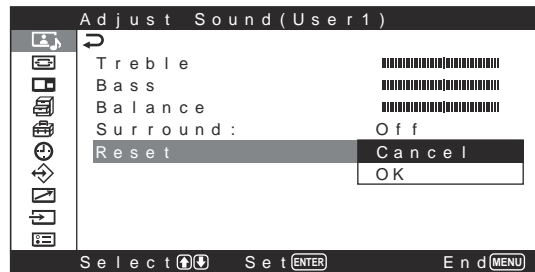 Adjust Sound(User1)
Treble
Bass
Balance
Surround: Off
Reset Cancel
OK
Select Set ENTER End MENU